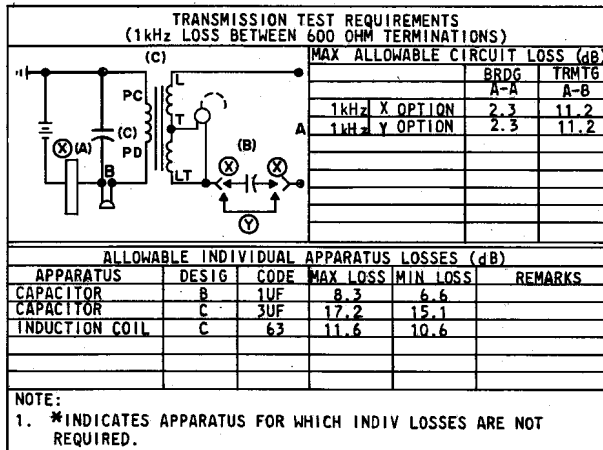 TRANSMISSION TEST REQUIREMENTS
(1kHz LOSS BETWEEN 600 OHM TERMINATIONS)
MAX ALLOWABLE CIRCUIT LOSS (dB)
BRDG TRMTG
A-A A-B
1kHz X OPTION 2.3 11.2
1kHz Y OPTION 2.3 11.2
(C)
L
PC
T
(C)
A
X (A)
PD
(B)
B
X X
LT
Y
ALLOWABLE INDIVIDUAL APPARATUS LOSSES (dB)
APPARATUS DESIG CODE MAX LOSS MIN LOSS REMARKS
CAPACITOR B 1UF 8.3 6.6
CAPACITOR C 3UF 17.2 15.1
INDUCTION COIL C 63 11.6 10.6
NOTE:
1. *INDICATES APPARATUS FOR WHICH INDIV LOSSES ARE NOT
REQUIRED.